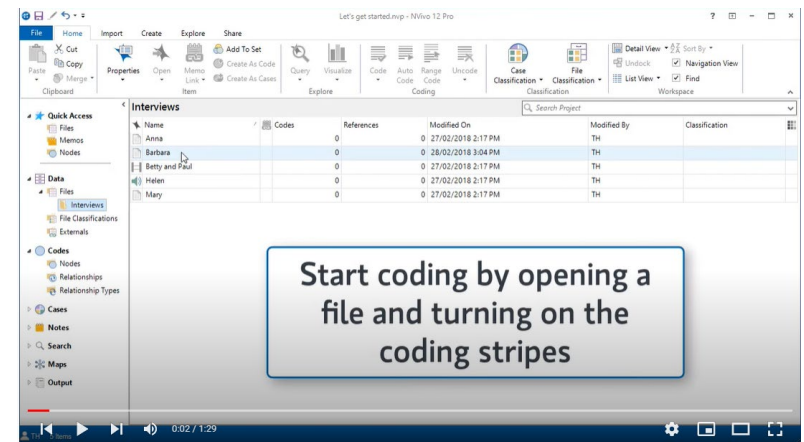 Let's get started.nvp - NVivo 12 Pro
File Home Import Create Explore Share
Paste Cut Copy Merge
Clipboard
Properties Open Memo Link Add To Set Create As Code Create As Cases
Item
Query Visualize
Explore
Code Auto Code Range Code Uncode
Coding
Case Classification File Classification
Classification
Detail View Sort By Undock Navigation View List View Find
Workspace
Quick Access
Files
Memos
Nodes
Data
Files
Interviews
File Classifications
Externals
Codes
Nodes
Relationships
Relationship Types
Cases
Notes
Search
Maps
Output
Interviews
Search Project
Name Codes References Modified On Modified By Classification
Anna 0 0 27/02/2018 2:17 PM TH
Barbara 0 0 28/02/2018 3:04 PM TH
Betty and Paul 0 0 27/02/2018 2:17 PM TH
Helen 0 0 27/02/2018 2:17 PM TH
Mary 0 0 27/02/2018 2:17 PM TH
Start coding by opening a
file and turning on the
coding stripes
TH 5 Items
0:02 / 1:29